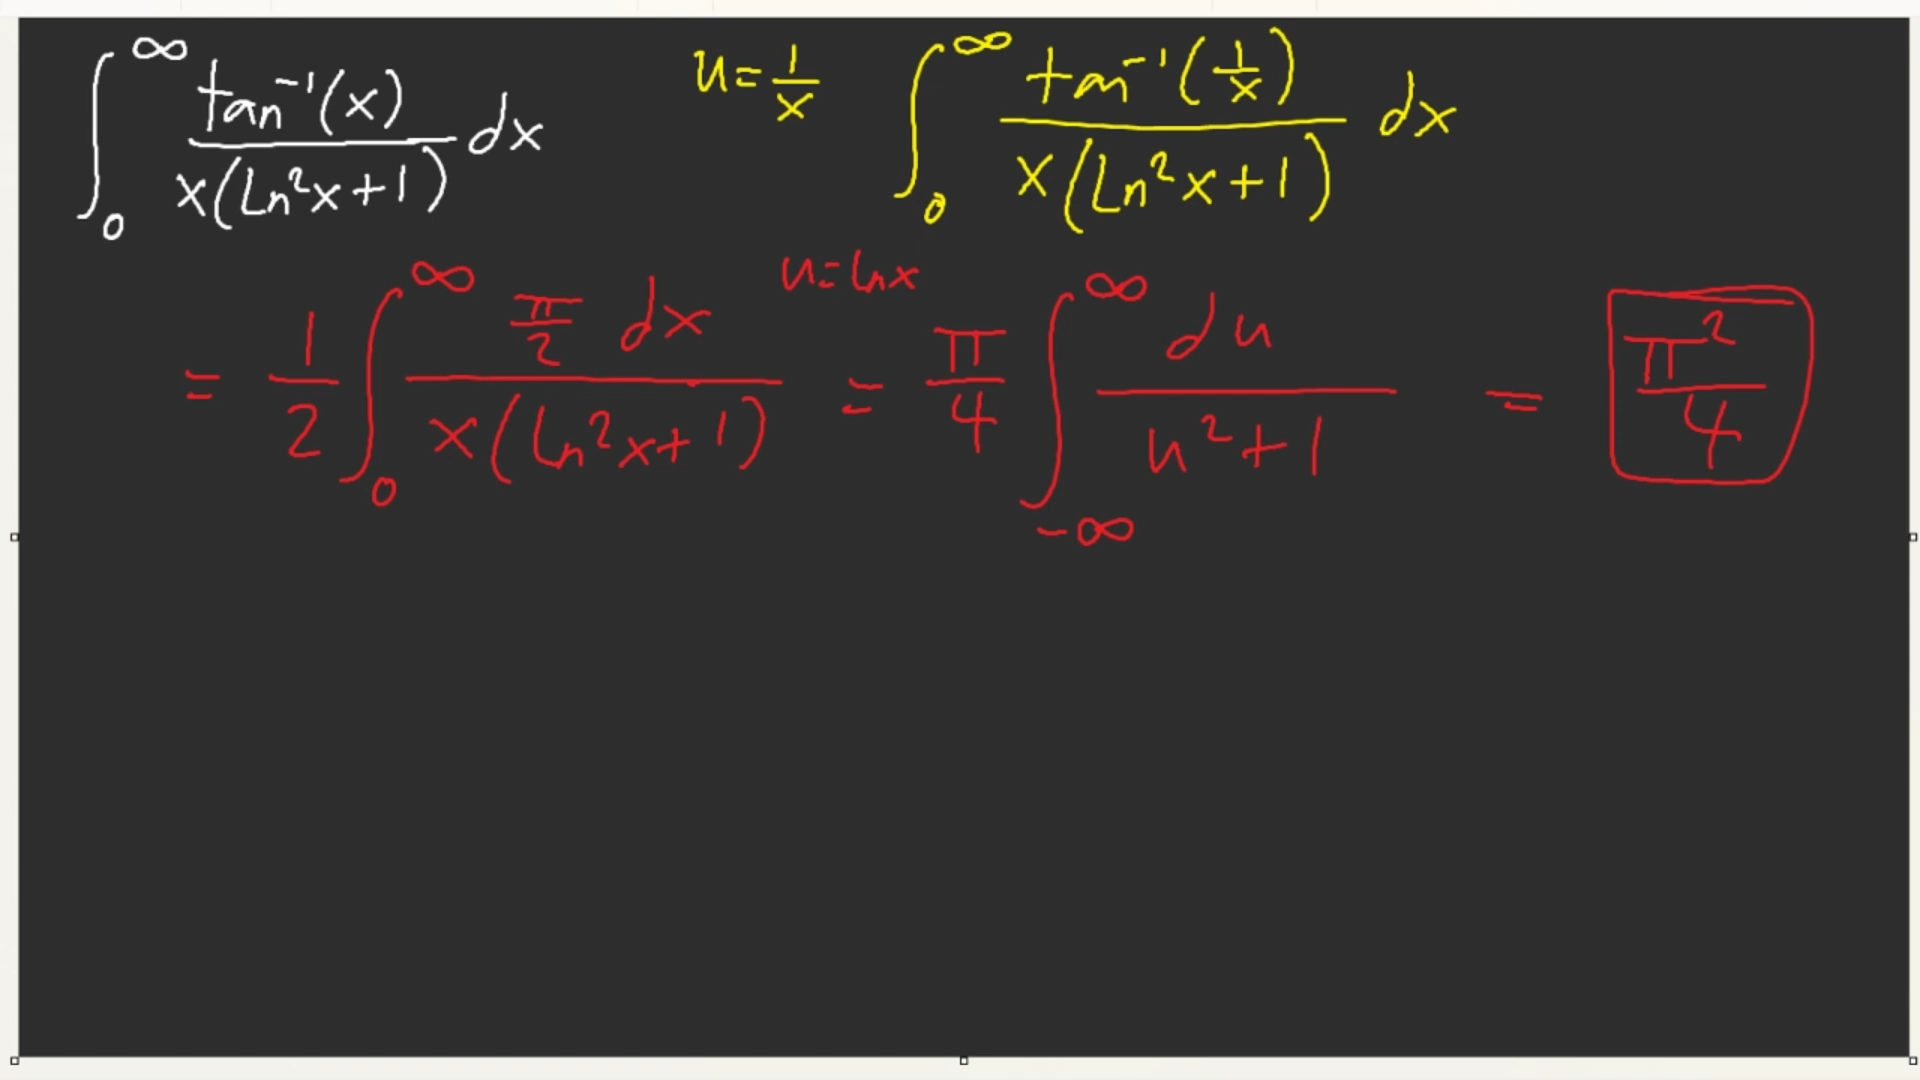 ∫₀^∞ tan⁻¹(x) / x(Ln²x+1) dx   u = 1/x   ∫₀^∞ tan⁻¹(1/x) / x(Ln²x+1) dx
= 1/2 ∫₀^∞ π/2 dx / x(Ln²x+1)   u=lnx   = π/4 ∫_-∞^∞ du / u²+1 = π²/4